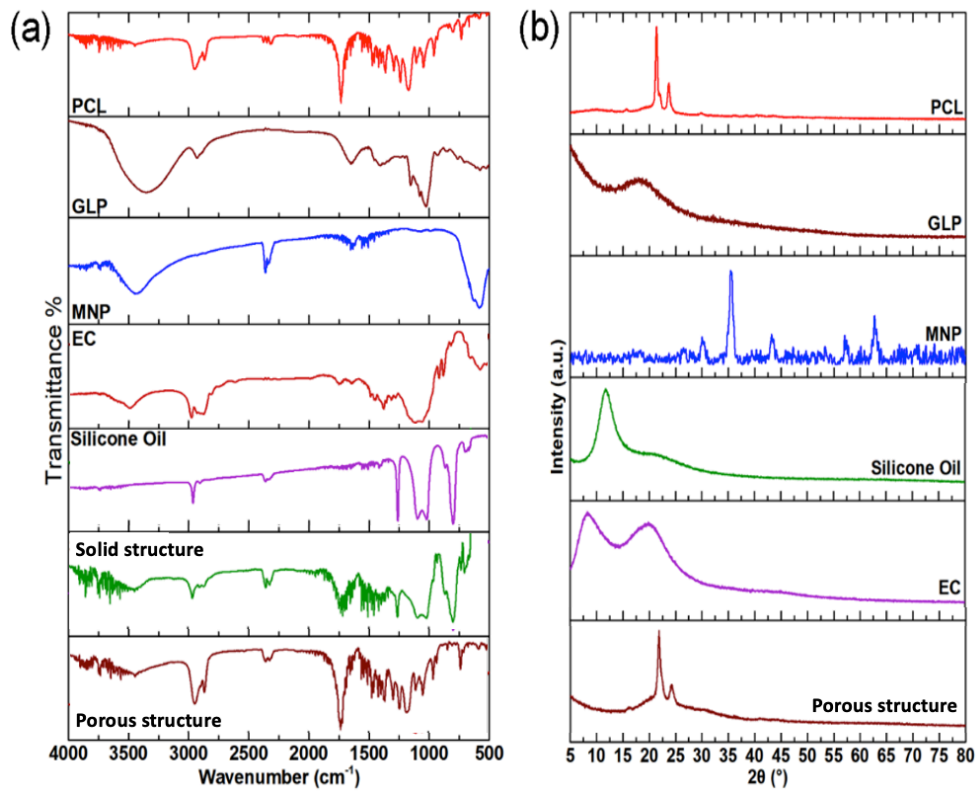 (a)
PCL
GLP
MNP
EC
Silicone Oil
Solid structure
Porous structure
Transmittance %
4000 3500 3000 2500 2000 1500 1000 500
Wavenumber (cm⁻¹)
(b)
PCL
GLP
MNP
Silicone Oil
EC
Porous structure
Intensity (a.u.)
5 10 15 20 25 30 35 40 45 50 55 60 65 70 75 80
2θ (°)